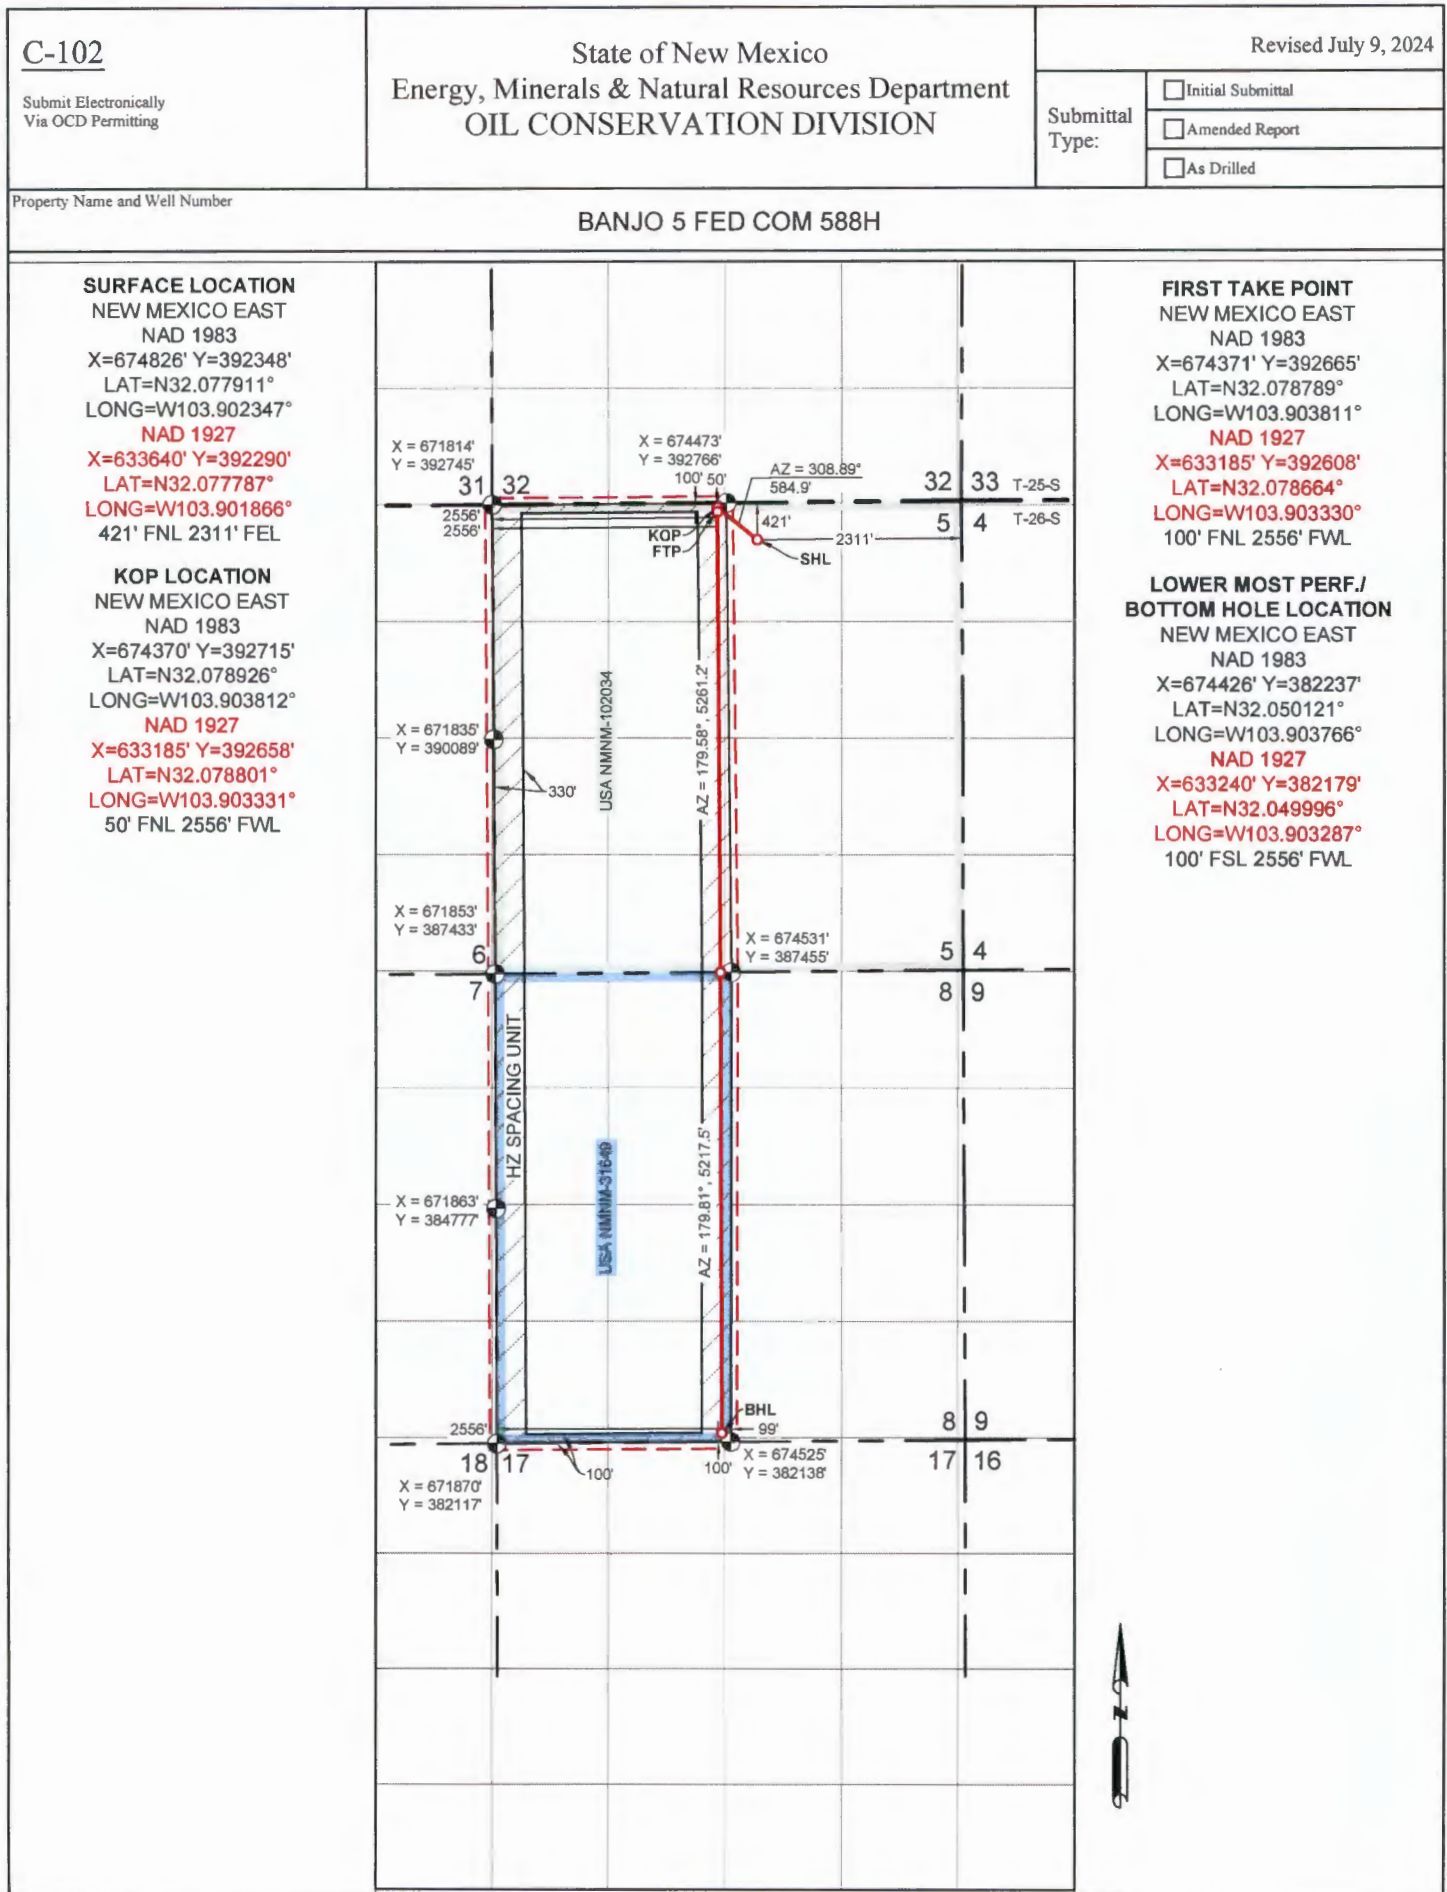 C-102
Submit Electronically
Via OCD Permitting
State of New Mexico
Energy, Minerals & Natural Resources Department
OIL CONSERVATION DIVISION
Revised July 9, 2024
Submittal
Type:
Initial Submittal
Amended Report
As Drilled
Property Name and Well Number
BANJO 5 FED COM 588H
SURFACE LOCATION
NEW MEXICO EAST
NAD 1983
X=674826' Y=392348'
LAT=N32.077911°
LONG=W103.902347°
NAD 1927
X=633640' Y=392290'
LAT=N32.077787°
LONG=W103.901866°
421' FNL 2311' FEL
KOP LOCATION
NEW MEXICO EAST
NAD 1983
X=674370' Y=392715'
LAT=N32.078926°
LONG=W103.903812°
NAD 1927
X=633185' Y=392658'
LAT=N32.078801°
LONG=W103.903331°
50' FNL 2556' FWL
X = 671814'
Y = 392745'
X = 674473'
Y = 392766'
100' 50'
AZ = 308.89°
584.9'
31 32
32 33 T-25-S
5 4 T-26-S
2556'
2556'
KOP
FTP
421'
2311'
SHL
X = 671835'
Y = 390089'
330'
USA NMNM-102034
AZ = 179.58°, 5261.2'
X = 671853'
Y = 387433'
X = 674531'
Y = 387455'
6
7
5 4
8 9
HZ SPACING UNIT
USA NMNM-31649
AZ = 179.81°, 5217.5'
X = 671863'
Y = 384777'
BHL
2556'
99'
8 9
18 17
100'
100'
X = 674525'
Y = 382138'
17 16
X = 671870'
Y = 382117'
N
FIRST TAKE POINT
NEW MEXICO EAST
NAD 1983
X=674371' Y=392665'
LAT=N32.078789°
LONG=W103.903811°
NAD 1927
X=633185' Y=392608'
LAT=N32.078664°
LONG=W103.903330°
100' FNL 2556' FWL
LOWER MOST PERF./
BOTTOM HOLE LOCATION
NEW MEXICO EAST
NAD 1983
X=674426' Y=382237'
LAT=N32.050121°
LONG=W103.903766°
NAD 1927
X=633240' Y=382179'
LAT=N32.049996°
LONG=W103.903287°
100' FSL 2556' FWL